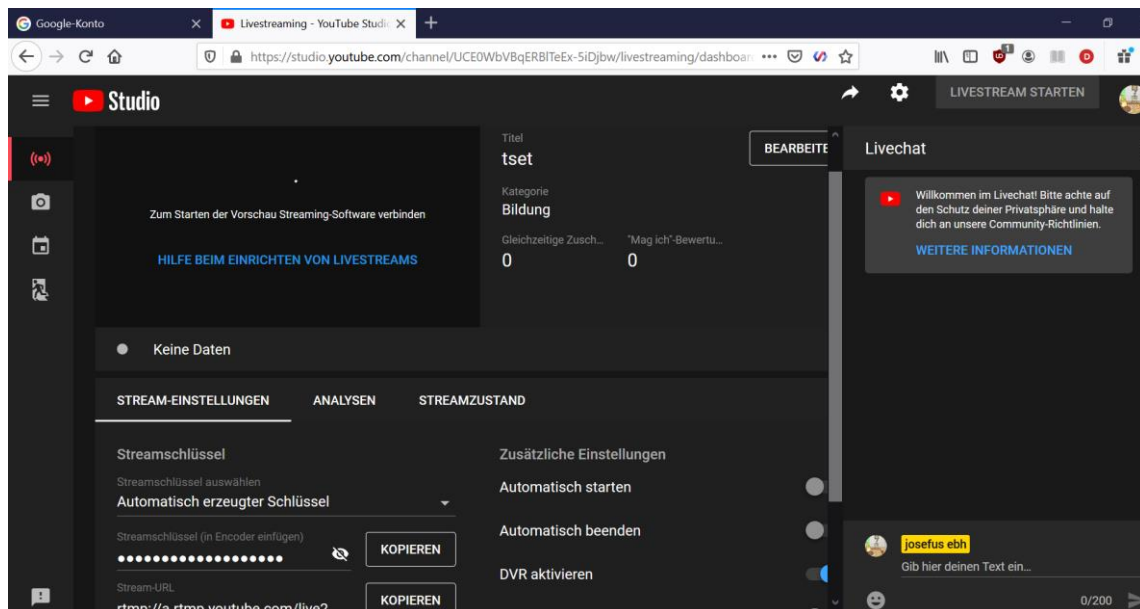 Google-Konto
Livestreaming - YouTube Studi
https://studio.youtube.com/channel/UCE0WbVBqERBlTeEx-5iDjbw/livestreaming/dashboar
Studio
LIVESTREAM STARTEN
Zum Starten der Vorschau Streaming-Software verbinden
HILFE BEIM EINRICHTEN VON LIVESTREAMS
Titel
tset
BEARBEITE
Kategorie
Bildung
Gleichzeitige Zusch... "Mag ich"-Bewertu...
0 0
Keine Daten
STREAM-EINSTELLUNGEN ANALYSEN STREAMZUSTAND
Streamschlüssel
Streamschlüssel auswählen
Automatisch erzeugter Schlüssel
Streamschlüssel (in Encoder einfügen)
KOPIEREN
Stream-URL
rtmp://a.rtmp.youtube.com/live2
KOPIEREN
Zusätzliche Einstellungen
Automatisch starten
Automatisch beenden
DVR aktivieren
Livechat
Willkommen im Livechat! Bitte achte auf
den Schutz deiner Privatsphäre und halte
dich an unsere Community-Richtlinien.
WEITERE INFORMATIONEN
josefus ebh
Gib hier deinen Text ein...
0/200